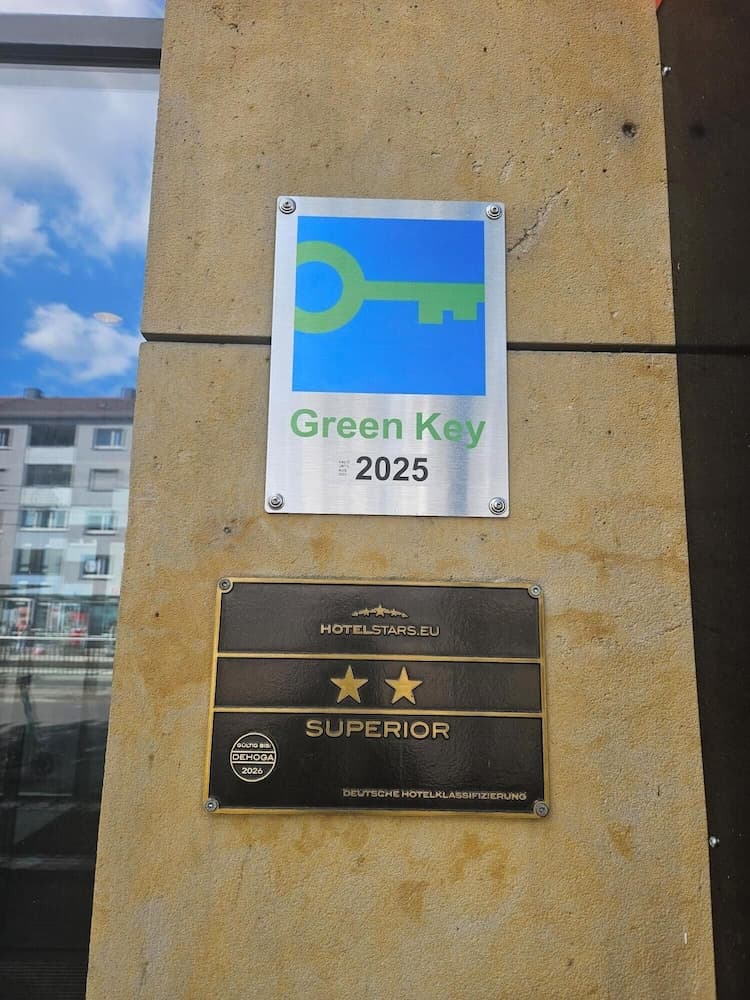 Green Key
2025
HOTELSTARS.EU
SUPERIOR
GÜLTIG BIS:
DEHOGA
2026
DEUTSCHE HOTELKLASSIFIZIERUNG